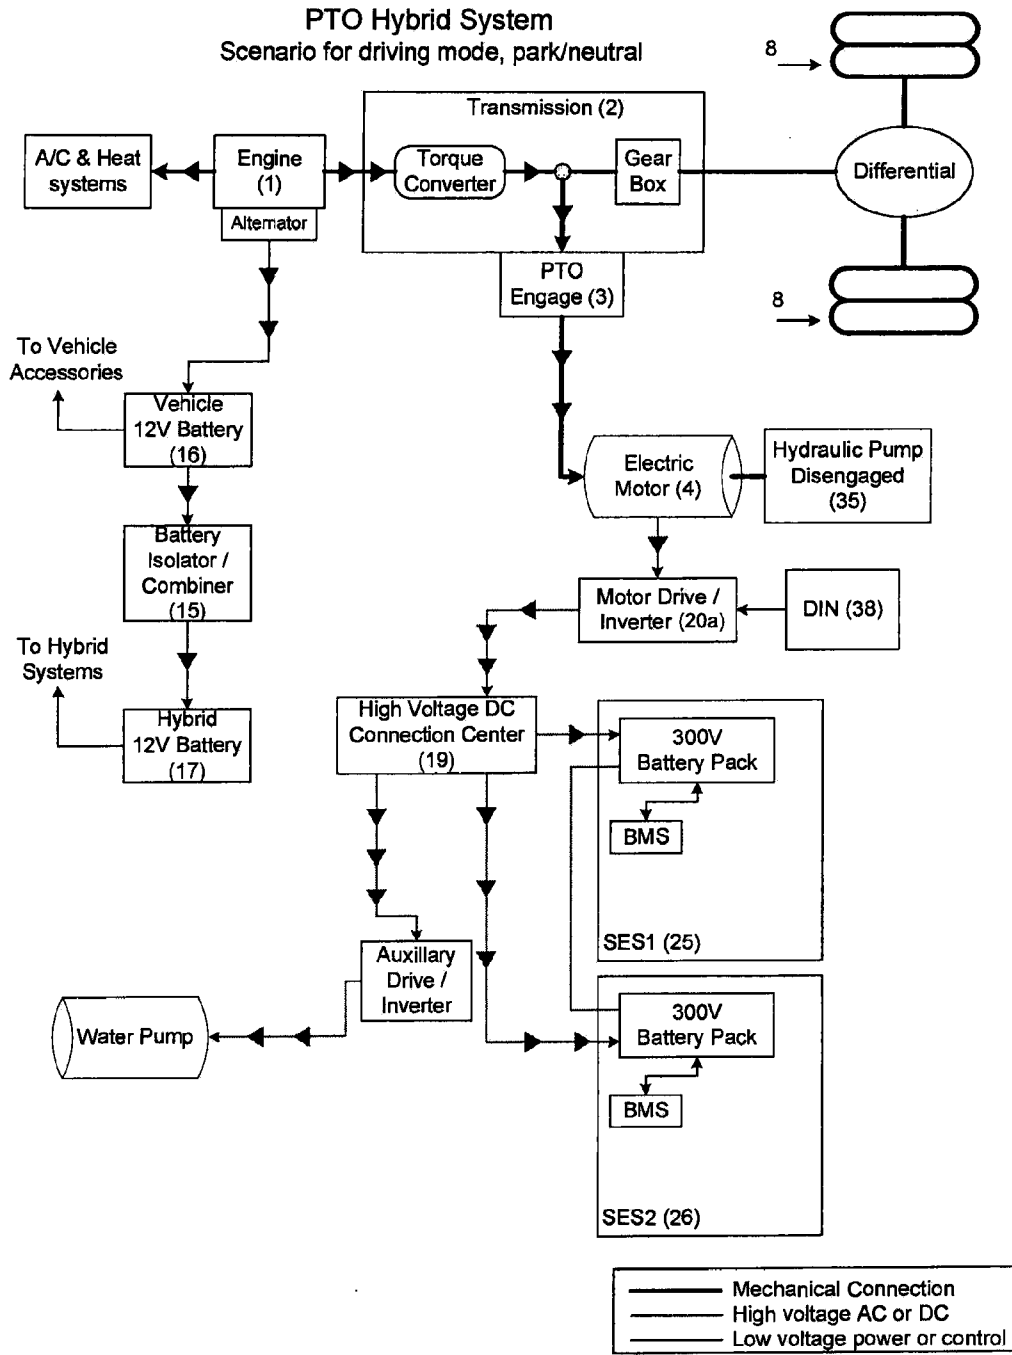 PTO Hybrid System
Scenario for driving mode, park/neutral
8
Transmission (2)
A/C & Heat
systems
Engine
(1)
Alternator
Torque
Converter
Gear
Box
Differential
PTO
Engage (3)
8
To Vehicle
Accessories
Vehicle
12V Battery
(16)
Electric
Motor (4)
Hydraulic Pump
Disengaged
(35)
Battery
Isolator /
Combiner
(15)
Motor Drive /
Inverter (20a)
DIN (38)
To Hybrid
Systems
Hybrid
12V Battery
(17)
High Voltage DC
Connection Center
(19)
300V
Battery Pack
BMS
SES1 (25)
Auxillary
Drive /
Inverter
Water Pump
300V
Battery Pack
BMS
SES2 (26)
Mechanical Connection
High voltage AC or DC
Low voltage power or control